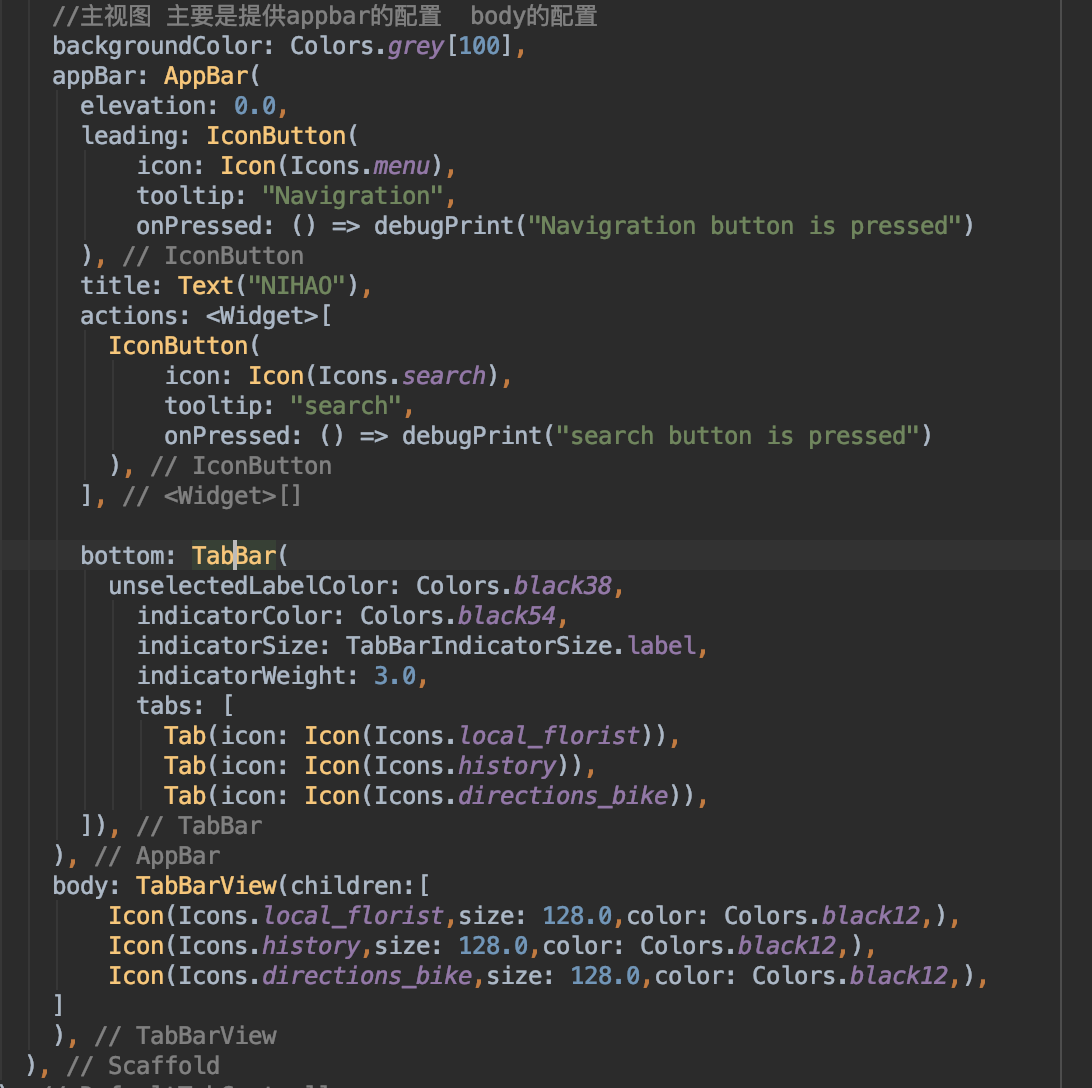 //主视图 主要是提供appbar的配置  body的配置
backgroundColor: Colors.grey[100],
appBar: AppBar(
  elevation: 0.0,
  leading: IconButton(
      icon: Icon(Icons.menu),
      tooltip: "Navigration",
      onPressed: () => debugPrint("Navigration button is pressed")
  ), // IconButton
  title: Text("NIHAO"),
  actions: <Widget>[
    IconButton(
        icon: Icon(Icons.search),
        tooltip: "search",
        onPressed: () => debugPrint("search button is pressed")
    ), // IconButton
  ], // <Widget>[]
  bottom: TabBar(
    unselectedLabelColor: Colors.black38,
      indicatorColor: Colors.black54,
      indicatorSize: TabBarIndicatorSize.label,
      indicatorWeight: 3.0,
      tabs: [
        Tab(icon: Icon(Icons.local_florist)),
        Tab(icon: Icon(Icons.history)),
        Tab(icon: Icon(Icons.directions_bike)),
  ]), // TabBar
), // AppBar
body: TabBarView(children:[
    Icon(Icons.local_florist,size: 128.0,color: Colors.black12,),
    Icon(Icons.history,size: 128.0,color: Colors.black12,),
    Icon(Icons.directions_bike,size: 128.0,color: Colors.black12,),
]
), // TabBarView
), // Scaffold